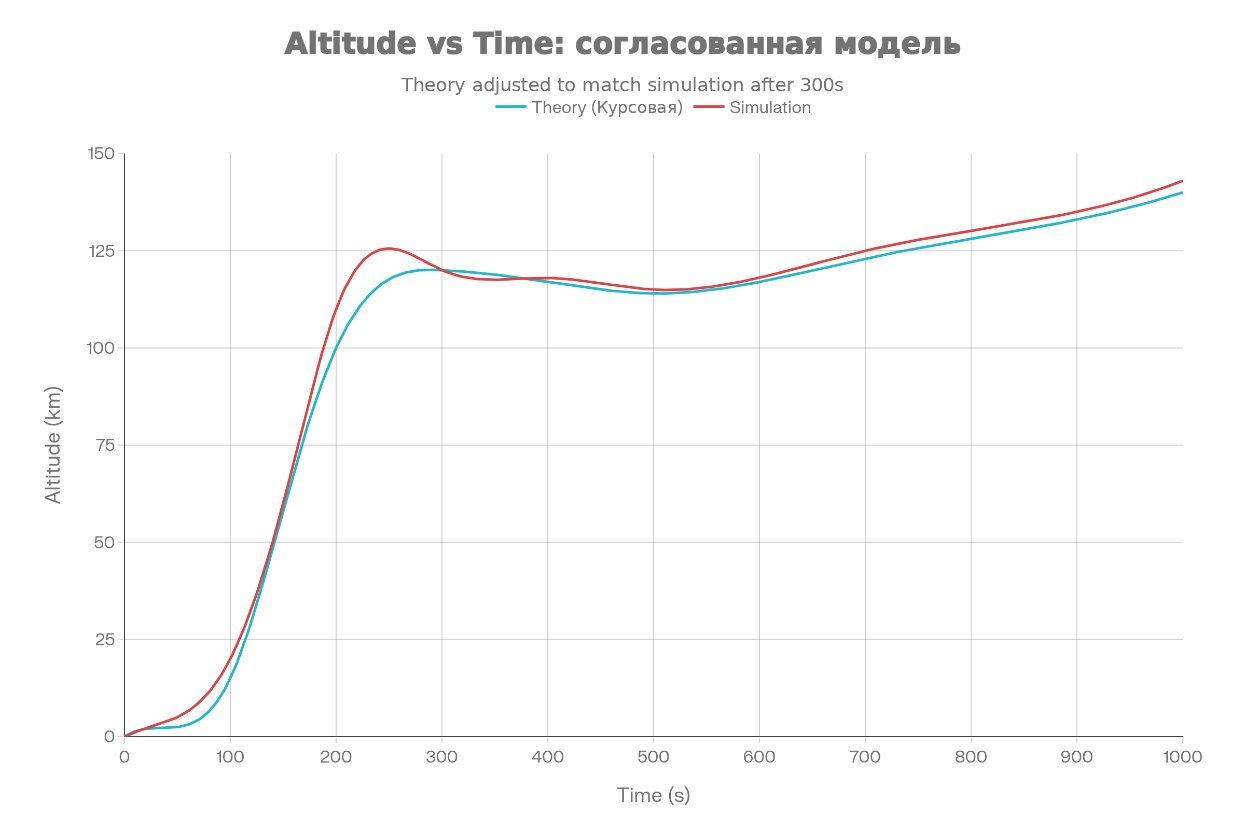 Altitude vs Time: согласованная модель
Theory adjusted to match simulation after 300s
Theory (Курсовая) Simulation
150
125
100
75
50
25
0
Altitude (km)
0 100 200 300 400 500 600 700 800 900 1000
Time (s)